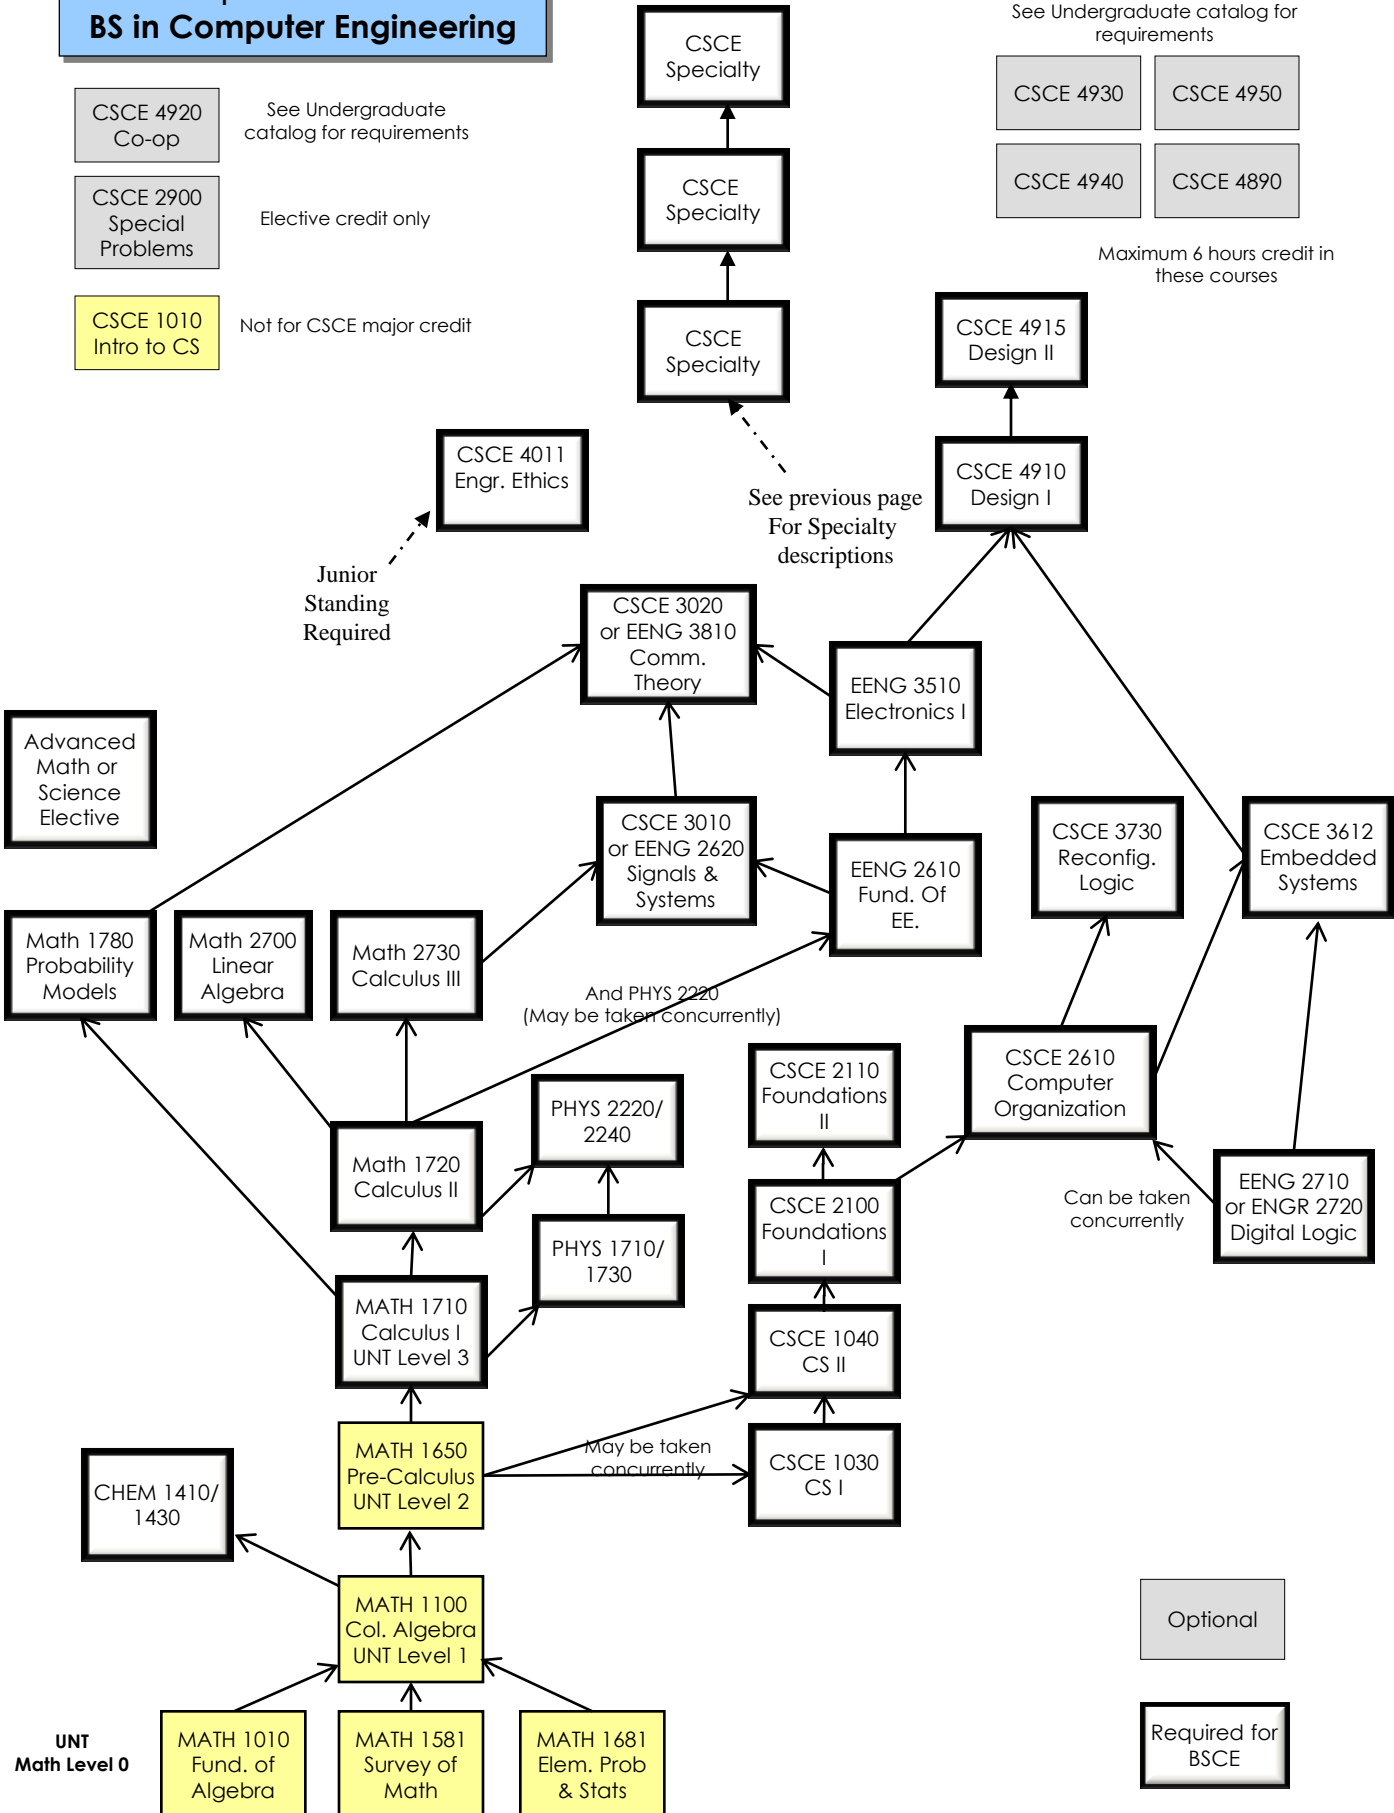 BS in Computer Engineering
CSCE 4920
Co-op
See Undergraduate
catalog for requirements
CSCE 2900
Special
Problems
Elective credit only
CSCE 1010
Intro to CS
Not for CSCE major credit
CSCE
Specialty
CSCE
Specialty
CSCE
Specialty
See Undergraduate catalog for
requirements
CSCE 4930
CSCE 4950
CSCE 4940
CSCE 4890
Maximum 6 hours credit in
these courses
CSCE 4915
Design II
CSCE 4910
Design I
CSCE 4011
Engr. Ethics
See previous page
For Specialty
descriptions
Junior
Standing
Required
CSCE 3020
or EENG 3810
Comm.
Theory
EENG 3510
Electronics I
Advanced
Math or
Science
Elective
CSCE 3010
or EENG 2620
Signals &
Systems
EENG 2610
Fund. Of
EE.
CSCE 3730
Reconfig.
Logic
CSCE 3612
Embedded
Systems
Math 1780
Probability
Models
Math 2700
Linear
Algebra
Math 2730
Calculus III
And PHYS 2220
(May be taken concurrently)
CSCE 2110
Foundations
II
CSCE 2610
Computer
Organization
PHYS 2220/
2240
Math 1720
Calculus II
CSCE 2100
Foundations
I
Can be taken
concurrently
EENG 2710
or ENGR 2720
Digital Logic
PHYS 1710/
1730
MATH 1710
Calculus I
UNT Level 3
CSCE 1040
CS II
MATH 1650
Pre-Calculus
UNT Level 2
May be taken
concurrently
CSCE 1030
CS I
CHEM 1410/
1430
MATH 1100
Col. Algebra
UNT Level 1
Optional
UNT
Math Level 0
MATH 1010
Fund. of
Algebra
MATH 1581
Survey of
Math
MATH 1681
Elem. Prob
& Stats
Required for
BSCE